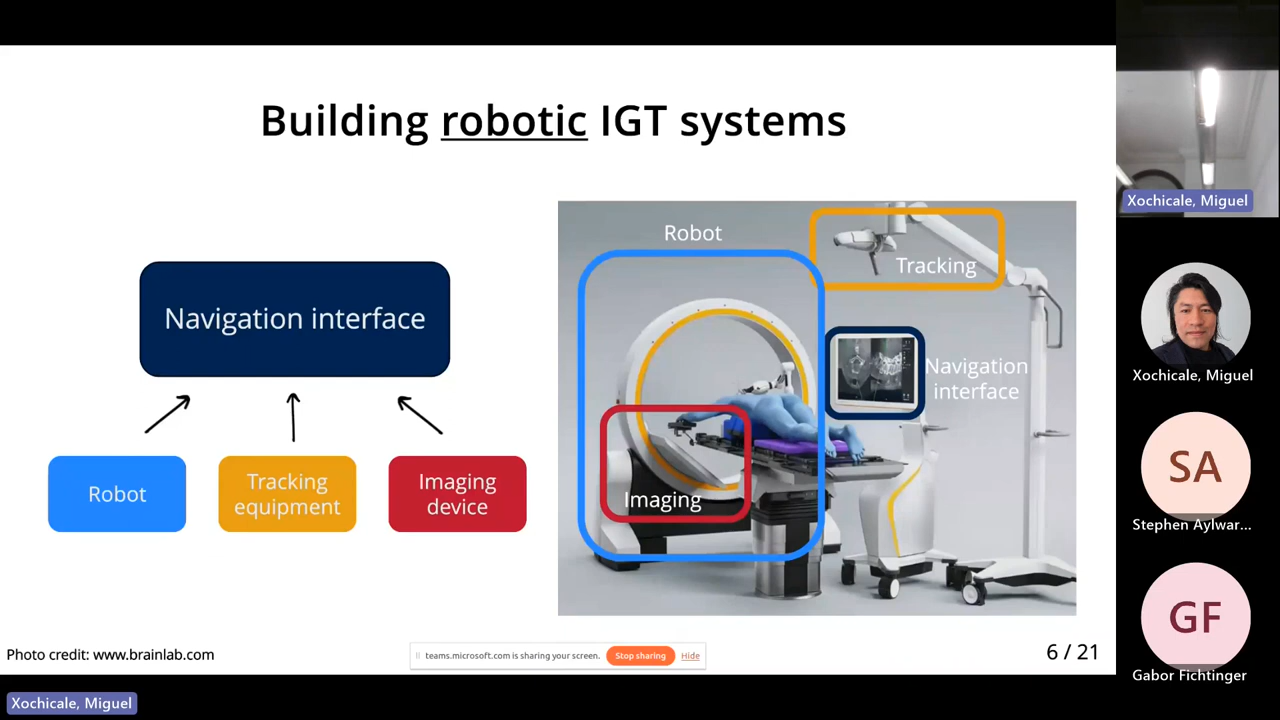 Building robotic IGT systems
Navigation interface
Robot
Tracking
equipment
Imaging
device
Robot
Tracking
Navigation
interface
Imaging
Photo credit: www.brainlab.com
teams.microsoft.com is sharing your screen.
Stop sharing
Hide
6 / 21
Xochicale, Miguel
Xochicale, Miguel
Xochicale, Miguel
SA
Stephen Aylwar...
GF
Gabor Fichtinger